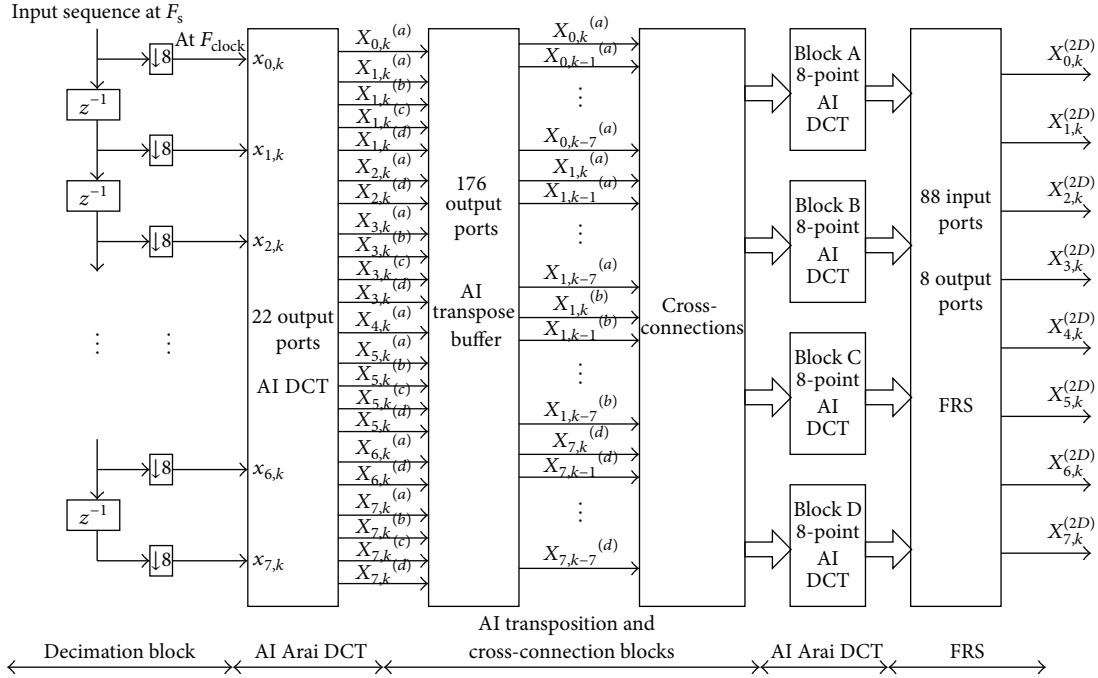 Input sequence at F_s
At F_clock
↓8
z^{-1}
↓8
z^{-1}
↓8
⋮ ⋮
↓8
z^{-1}
↓8
x_{0,k}
x_{1,k}
x_{2,k}
22 output
ports
AI DCT
x_{6,k}
x_{7,k}
X_{0,k}^{(a)}
X_{1,k}^{(a)}
X_{1,k}^{(b)}
X_{1,k}^{(c)}
X_{1,k}^{(d)}
X_{2,k}^{(a)}
X_{2,k}^{(d)}
X_{3,k}^{(a)}
X_{3,k}^{(b)}
X_{3,k}^{(c)}
X_{3,k}^{(d)}
X_{4,k}^{(a)}
X_{5,k}^{(a)}
X_{5,k}^{(b)}
X_{5,k}^{(c)}
X_{5,k}^{(d)}
X_{6,k}^{(a)}
X_{6,k}^{(d)}
X_{7,k}^{(a)}
X_{7,k}^{(b)}
X_{7,k}^{(c)}
X_{7,k}^{(d)}
176
output
ports
AI
transpose
buffer
X_{0,k}^{(a)}
X_{0,k-1}^{(a)}
⋮
X_{0,k-7}^{(a)}
X_{1,k}^{(a)}
X_{1,k-1}^{(a)}
⋮
X_{1,k-7}^{(a)}
X_{1,k}^{(b)}
X_{1,k-1}^{(b)}
⋮
X_{1,k-7}^{(b)}
X_{7,k}^{(d)}
X_{7,k-1}^{(d)}
⋮
X_{7,k-7}^{(d)}
Cross-
connections
Block A
8-point
AI
DCT
Block B
8-point
AI
DCT
Block C
8-point
AI
DCT
Block D
8-point
AI
DCT
88 input
ports
8 output
ports
FRS
X_{0,k}^{(2D)}
X_{1,k}^{(2D)}
X_{2,k}^{(2D)}
X_{3,k}^{(2D)}
X_{4,k}^{(2D)}
X_{5,k}^{(2D)}
X_{6,k}^{(2D)}
X_{7,k}^{(2D)}
Decimation block
AI Arai DCT
AI transposition and
cross-connection blocks
AI Arai DCT
FRS